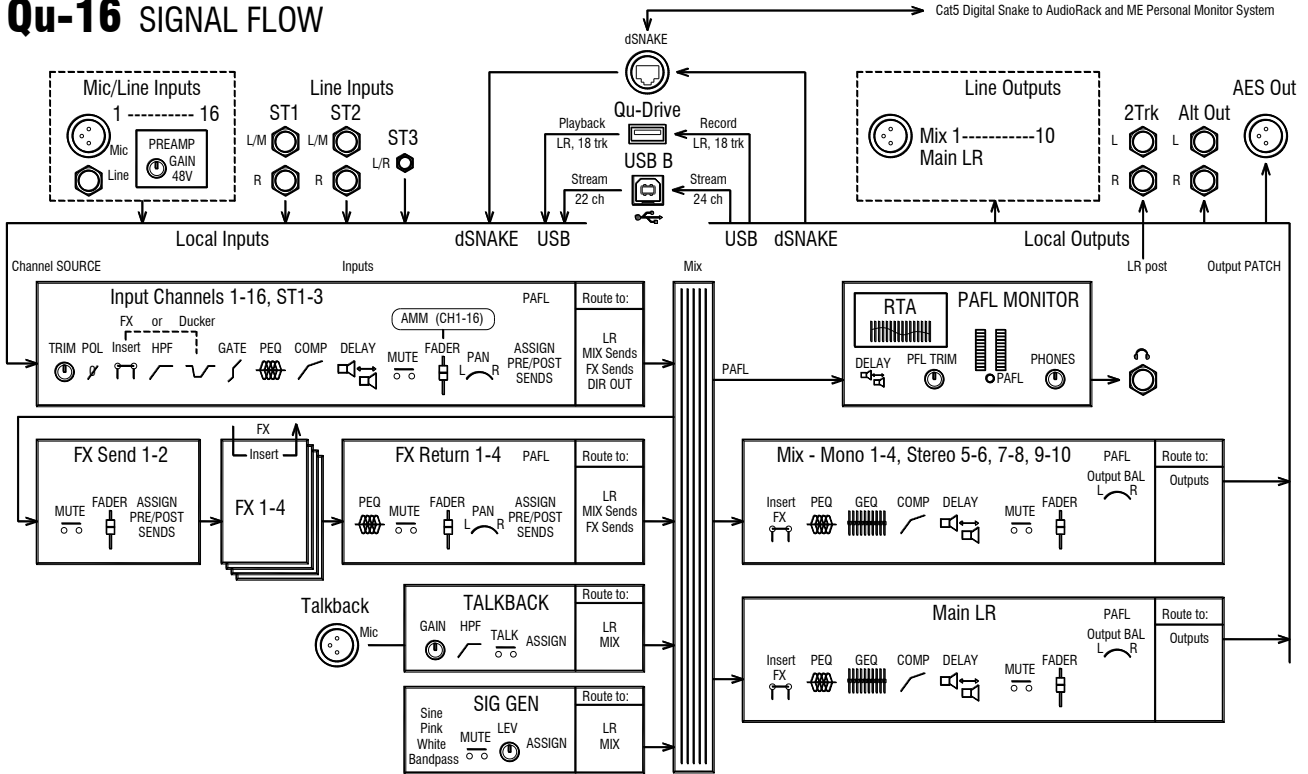 Qu-16 SIGNAL FLOW
Cat5 Digital Snake to AudioRack and ME Personal Monitor System
dSNAKE
Mic/Line Inputs
1 ----------- 16
Mic
Line
PREAMP
GAIN
48V
Line Inputs
ST1
ST2
ST3
L/M
L/M
L/R
R
R
Qu-Drive
Playback
LR, 18 trk
Record
LR, 18 trk
USB B
Stream
22 ch
Stream
24 ch
Line Outputs
Mix 1-----------10
Main LR
2Trk
Alt Out
AES Out
L
L
R
R
Local Inputs
dSNAKE
USB
USB
dSNAKE
Local Outputs
Channel SOURCE
Inputs
Mix
LR post
Output PATCH
Input Channels 1-16, ST1-3
PAFL
Route to:
FX or Ducker
AMM (CH1-16)
TRIM
POL
Insert
HPF
GATE
PEQ
COMP
DELAY
MUTE
FADER
PAN
L
R
ASSIGN
PRE/POST
SENDS
LR
MIX Sends
FX Sends
DIR OUT
PAFL
RTA
PAFL MONITOR
DELAY
PFL TRIM
PAFL
PHONES
FX Send 1-2
MUTE
FADER
ASSIGN
PRE/POST
SENDS
FX
Insert
FX 1-4
FX Return 1-4
PAFL
Route to:
PEQ
MUTE
FADER
PAN
L
R
ASSIGN
PRE/POST
SENDS
LR
MIX Sends
FX Sends
Mix - Mono 1-4, Stereo 5-6, 7-8, 9-10
PAFL
Route to:
Output BAL
L
R
Outputs
Insert
FX
PEQ
GEQ
COMP
DELAY
MUTE
FADER
Talkback
Mic
TALKBACK
Route to:
GAIN
HPF
TALK
ASSIGN
LR
MIX
Main LR
PAFL
Route to:
Output BAL
L
R
Outputs
Insert
FX
PEQ
GEQ
COMP
DELAY
MUTE
FADER
SIG GEN
Route to:
Sine
Pink
White
Bandpass
MUTE
LEV
ASSIGN
LR
MIX